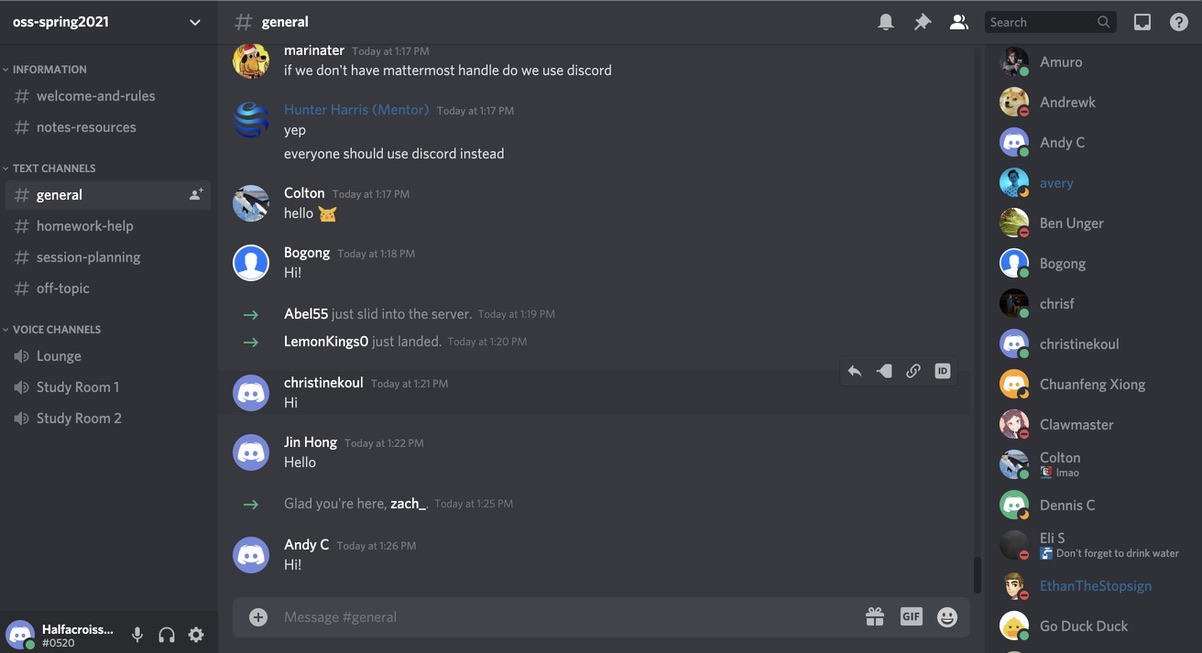 oss-spring2021
general
Search
INFORMATION
welcome-and-rules
notes-resources
TEXT CHANNELS
general
homework-help
session-planning
off-topic
VOICE CHANNELS
Lounge
Study Room 1
Study Room 2
Halfacroiss...
#0520
marinater Today at 1:17 PM
if we don't have mattermost handle do we use discord
Hunter Harris (Mentor) Today at 1:17 PM
yep
everyone should use discord instead
Colton Today at 1:17 PM
hello
Bogong Today at 1:18 PM
Hi!
Abel55 just slid into the server. Today at 1:19 PM
LemonKings0 just landed. Today at 1:20 PM
christinekoul Today at 1:21 PM
ID
Hi
Jin Hong Today at 1:22 PM
Hello
Glad you're here, zach_. Today at 1:25 PM
Andy C Today at 1:26 PM
Hi!
Message #general
GIF
Amuro
Andrewk
Andy C
avery
Ben Unger
Bogong
chrisf
christinekoul
Chuanfeng Xiong
Clawmaster
Colton
lmao
Dennis C
Eli S
Don't forget to drink water
EthanTheStopsign
Go Duck Duck